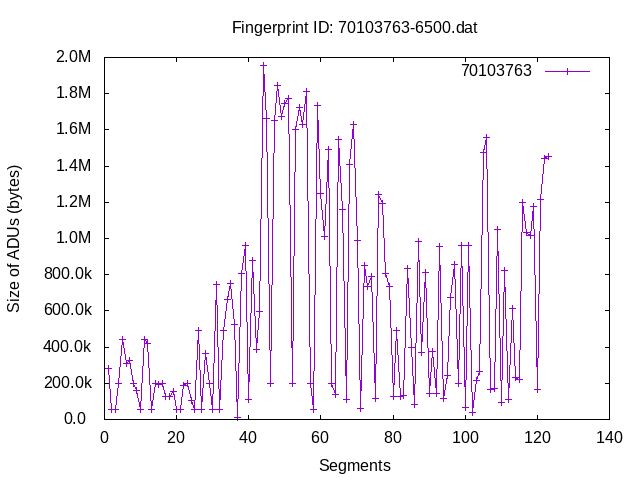 Fingerprint ID: 70103763-6500.dat
70103763
2.0M
1.8M
1.6M
1.4M
1.2M
1.0M
800.0k
600.0k
400.0k
200.0k
0.0
Size of ADUs (bytes)
0 20 40 60 80 100 120 140
Segments